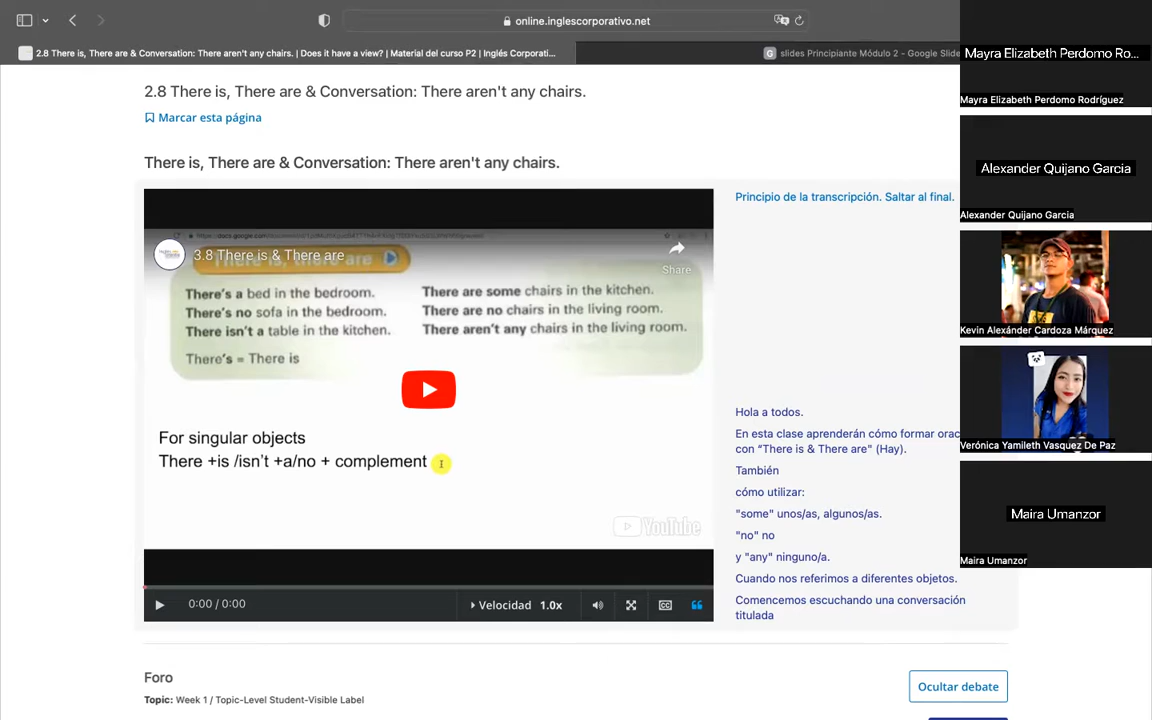 online.inglescorporativo.net
2.8 There is, There are & Conversation: There aren't any chairs. | Does it have a view? | Material del curso P2 | Inglés Corporati...
slides Principiante Módulo 2 - Google Slide
2.8 There is, There are & Conversation: There aren't any chairs.
Marcar esta página
There is, There are & Conversation: There aren't any chairs.
3.8 There is & There are
Share
There's a bed in the bedroom.
There's no sofa in the bedroom.
There isn't a table in the kitchen.
There's = There is
There are some chairs in the kitchen.
There are no chairs in the living room.
There aren't any chairs in the living room.
For singular objects
There +is /isn't +a/no + complement
YouTube
0:00 / 0:00
Velocidad 1.0x
Principio de la transcripción. Saltar al final.
Hola a todos.
En esta clase aprenderán cómo formar orac
con "There is & There are" (Hay).
También
cómo utilizar:
"some" unos/as, algunos/as.
"no" no
y "any" ninguno/a.
Cuando nos referimos a diferentes objetos.
Comencemos escuchando una conversación
titulada
Foro
Topic: Week 1 / Topic-Level Student-Visible Label
Ocultar debate
Mayra Elizabeth Perdomo Ro...
Mayra Elizabeth Perdomo Rodríguez
Alexander Quijano Garcia
Alexander Quijano Garcia
Kevin Alexánder Cardoza Márquez
Verónica Yamileth Vasquez De Paz
Maira Umanzor
Maira Umanzor